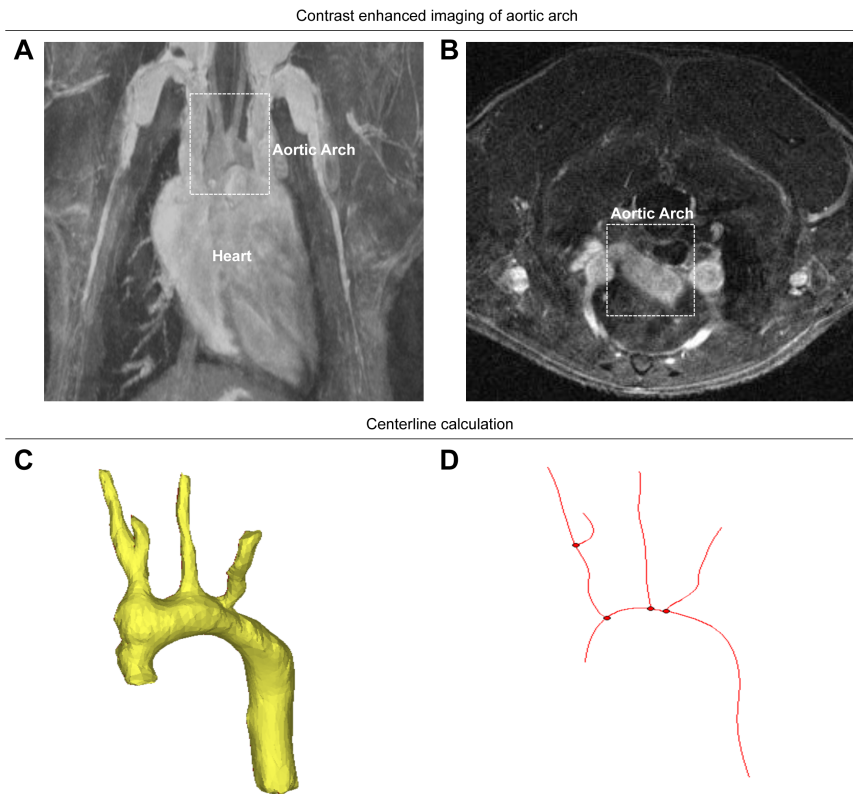 Contrast enhanced imaging of aortic arch
A
B
Aortic Arch
Heart
Aortic Arch
Centerline calculation
C
D